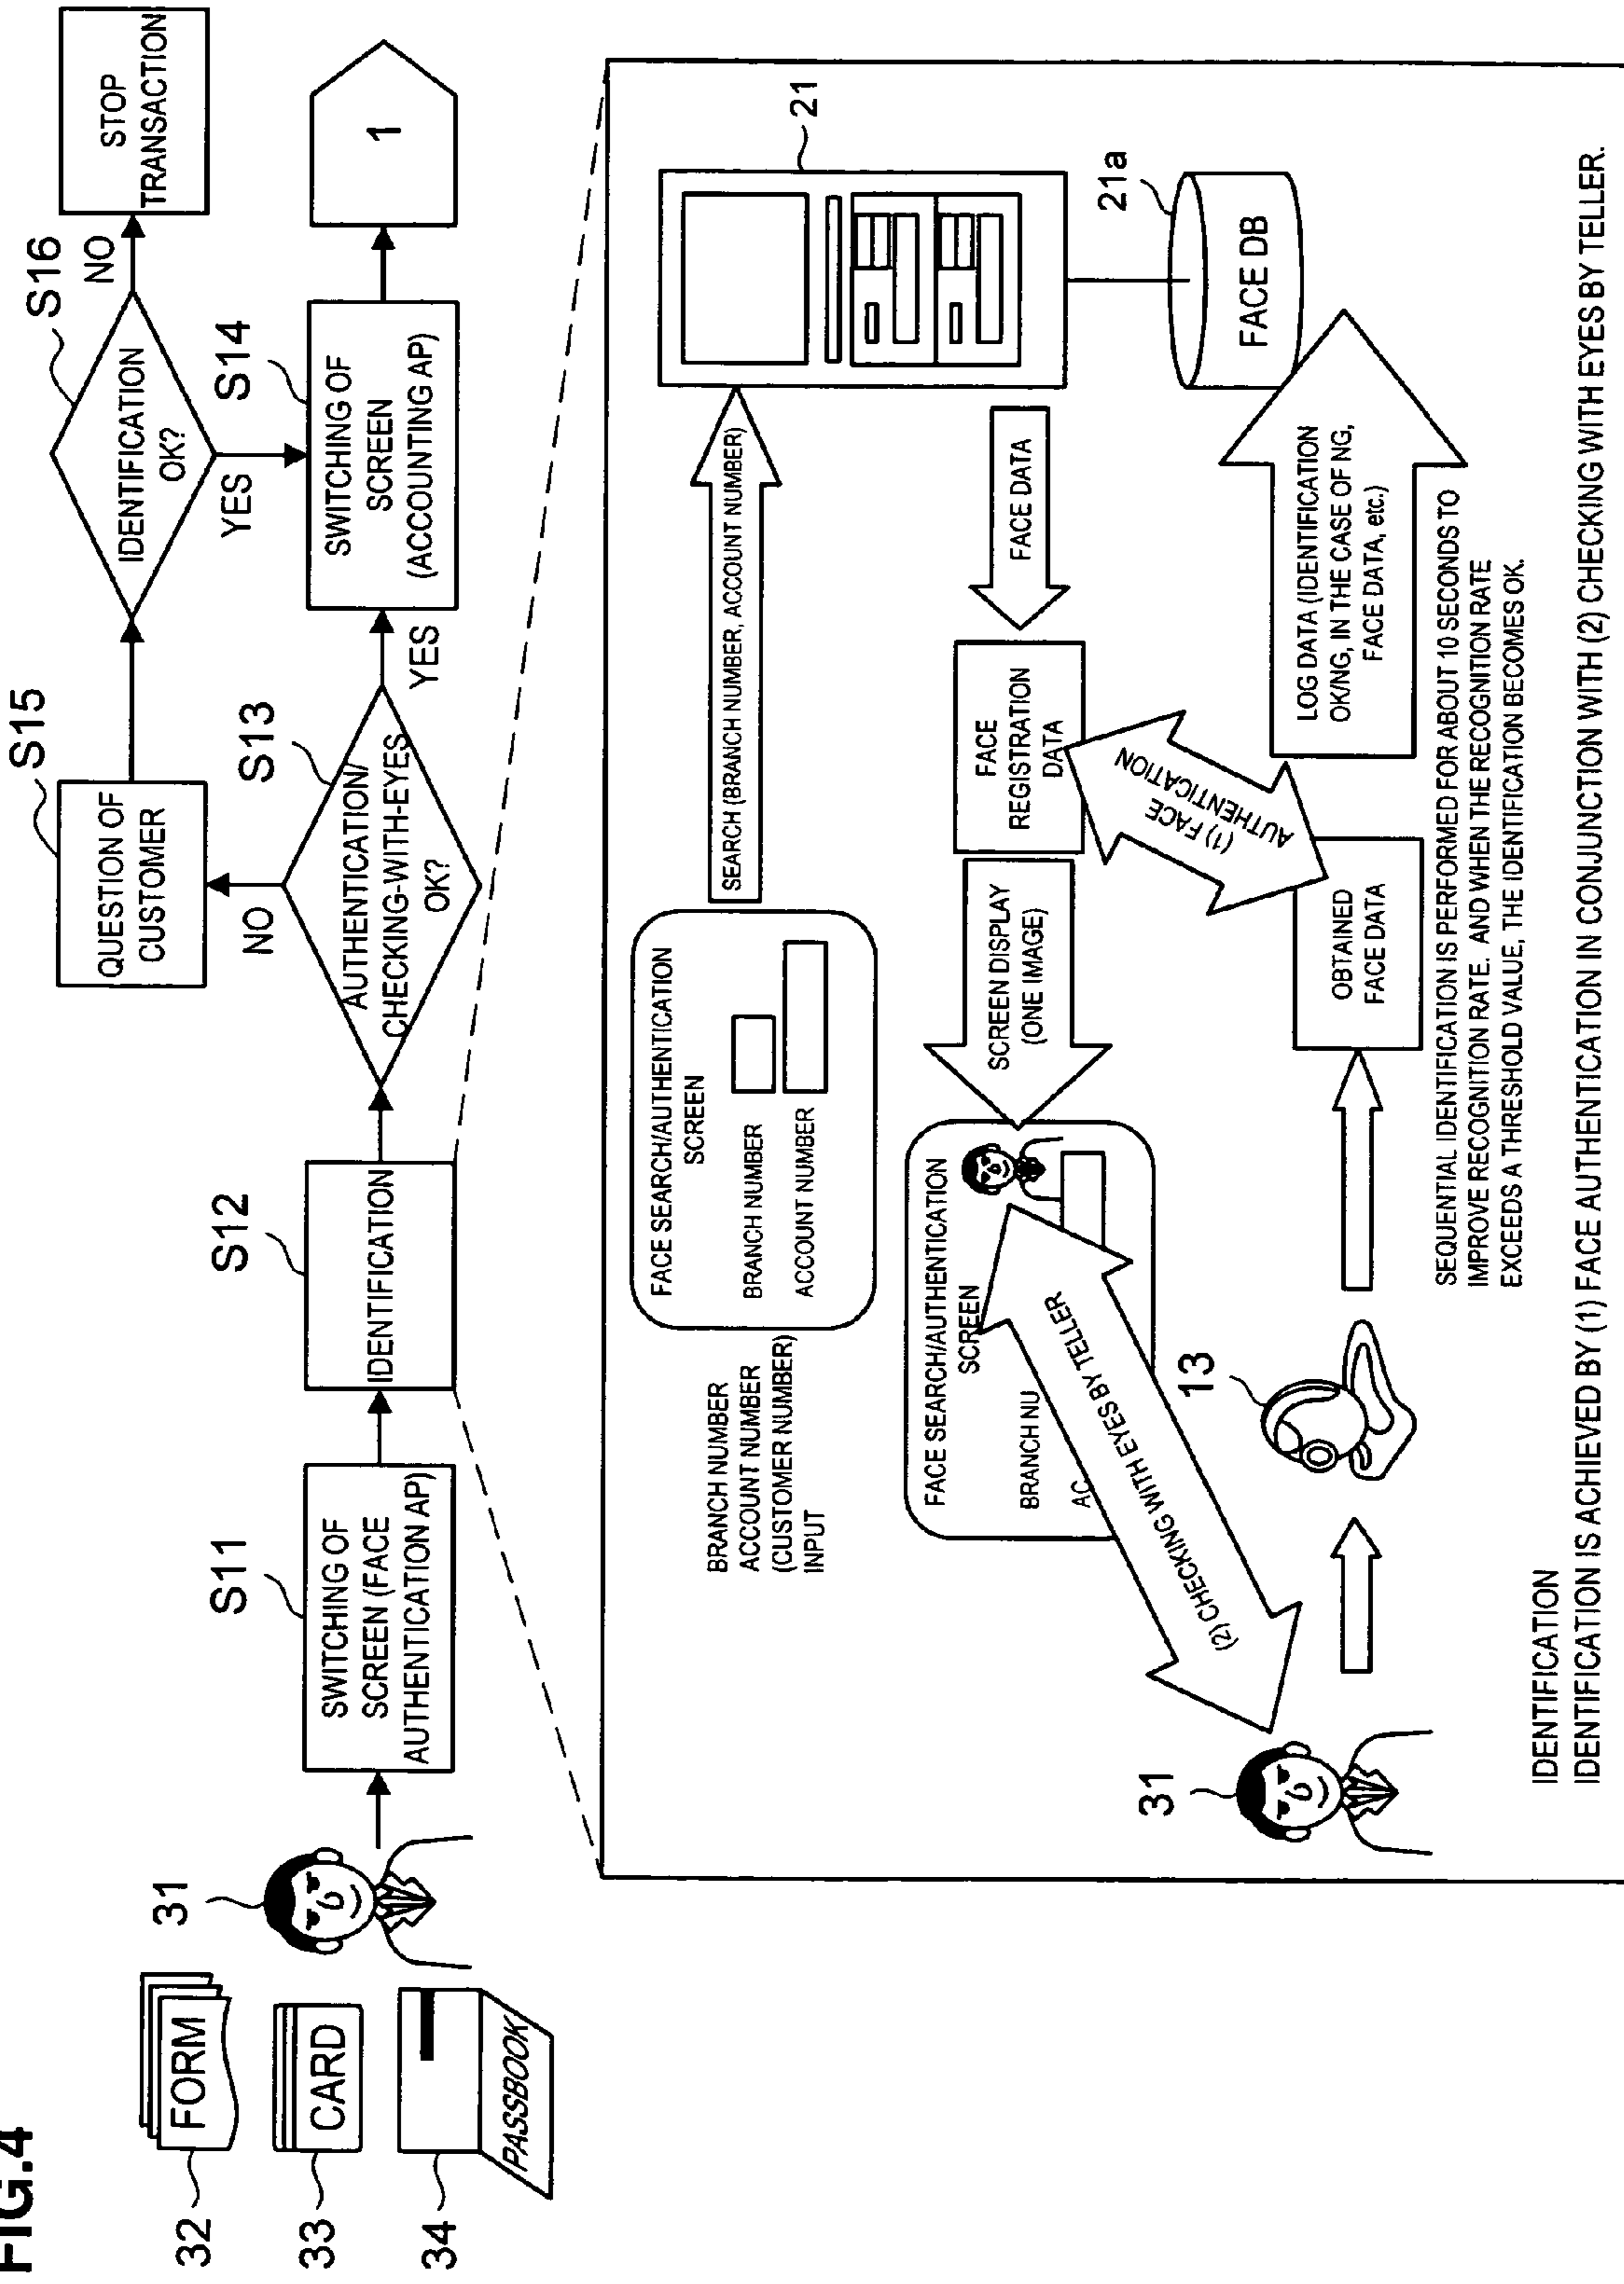 FIG.4
32
FORM
33
CARD
34
PASSBOOK
31
S11
SWITCHING OF
SCREEN (FACE
AUTHENTICATION AP)
S12
IDENTIFICATION
S13
AUTHENTICATION/
CHECKING-WITH-EYES
OK?
NO
YES
S15
QUESTION OF
CUSTOMER
S16
IDENTIFICATION
OK?
NO
YES
STOP
TRANSACTION
S14
SWITCHING OF
SCREEN
(ACCOUNTING AP)
1
BRANCH NUMBER
ACCOUNT NUMBER
(CUSTOMER NUMBER)
INPUT
FACE SEARCH/AUTHENTICATION
SCREEN
BRANCH NUMBER
ACCOUNT NUMBER
SEARCH (BRANCH NUMBER, ACCOUNT NUMBER)
21
21a
FACE DB
FACE DATA
FACE
REGISTRATION
DATA
SCREEN DISPLAY
(ONE IMAGE)
FACE SEARCH/AUTHENTICATION
SCREEN
BRANCH NU
AC
(2) CHECKING WITH EYES BY TELLER
(1) FACE
AUTHENTICATION
31
13
OBTAINED
FACE DATA
LOG DATA (IDENTIFICATION
OK/NG, IN THE CASE OF NG,
FACE DATA, etc.)
SEQUENTIAL IDENTIFICATION IS PERFORMED FOR ABOUT 10 SECONDS TO
IMPROVE RECOGNITION RATE. AND WHEN THE RECOGNITION RATE
EXCEEDS A THRESHOLD VALUE, THE IDENTIFICATION BECOMES OK.
IDENTIFICATION
IDENTIFICATION IS ACHIEVED BY (1) FACE AUTHENTICATION IN CONJUNCTION WITH (2) CHECKING WITH EYES BY TELLER.